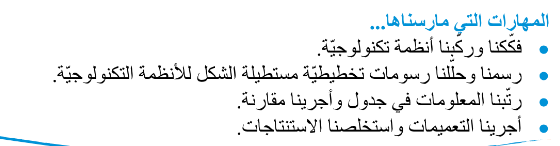 المهارات التي مارسناها...
• فكّكنا وركّبنا أنظمة تكنولوجيّة.
• رسمنا وحلّلنا رسومات تخطيطيّة مستطيلة الشكل للأنظمة التكنولوجيّة.
• رتّبنا المعلومات في جدول وأجرينا مقارنة.
• أجرينا التعميمات واستخلصنا الاستنتاجات.